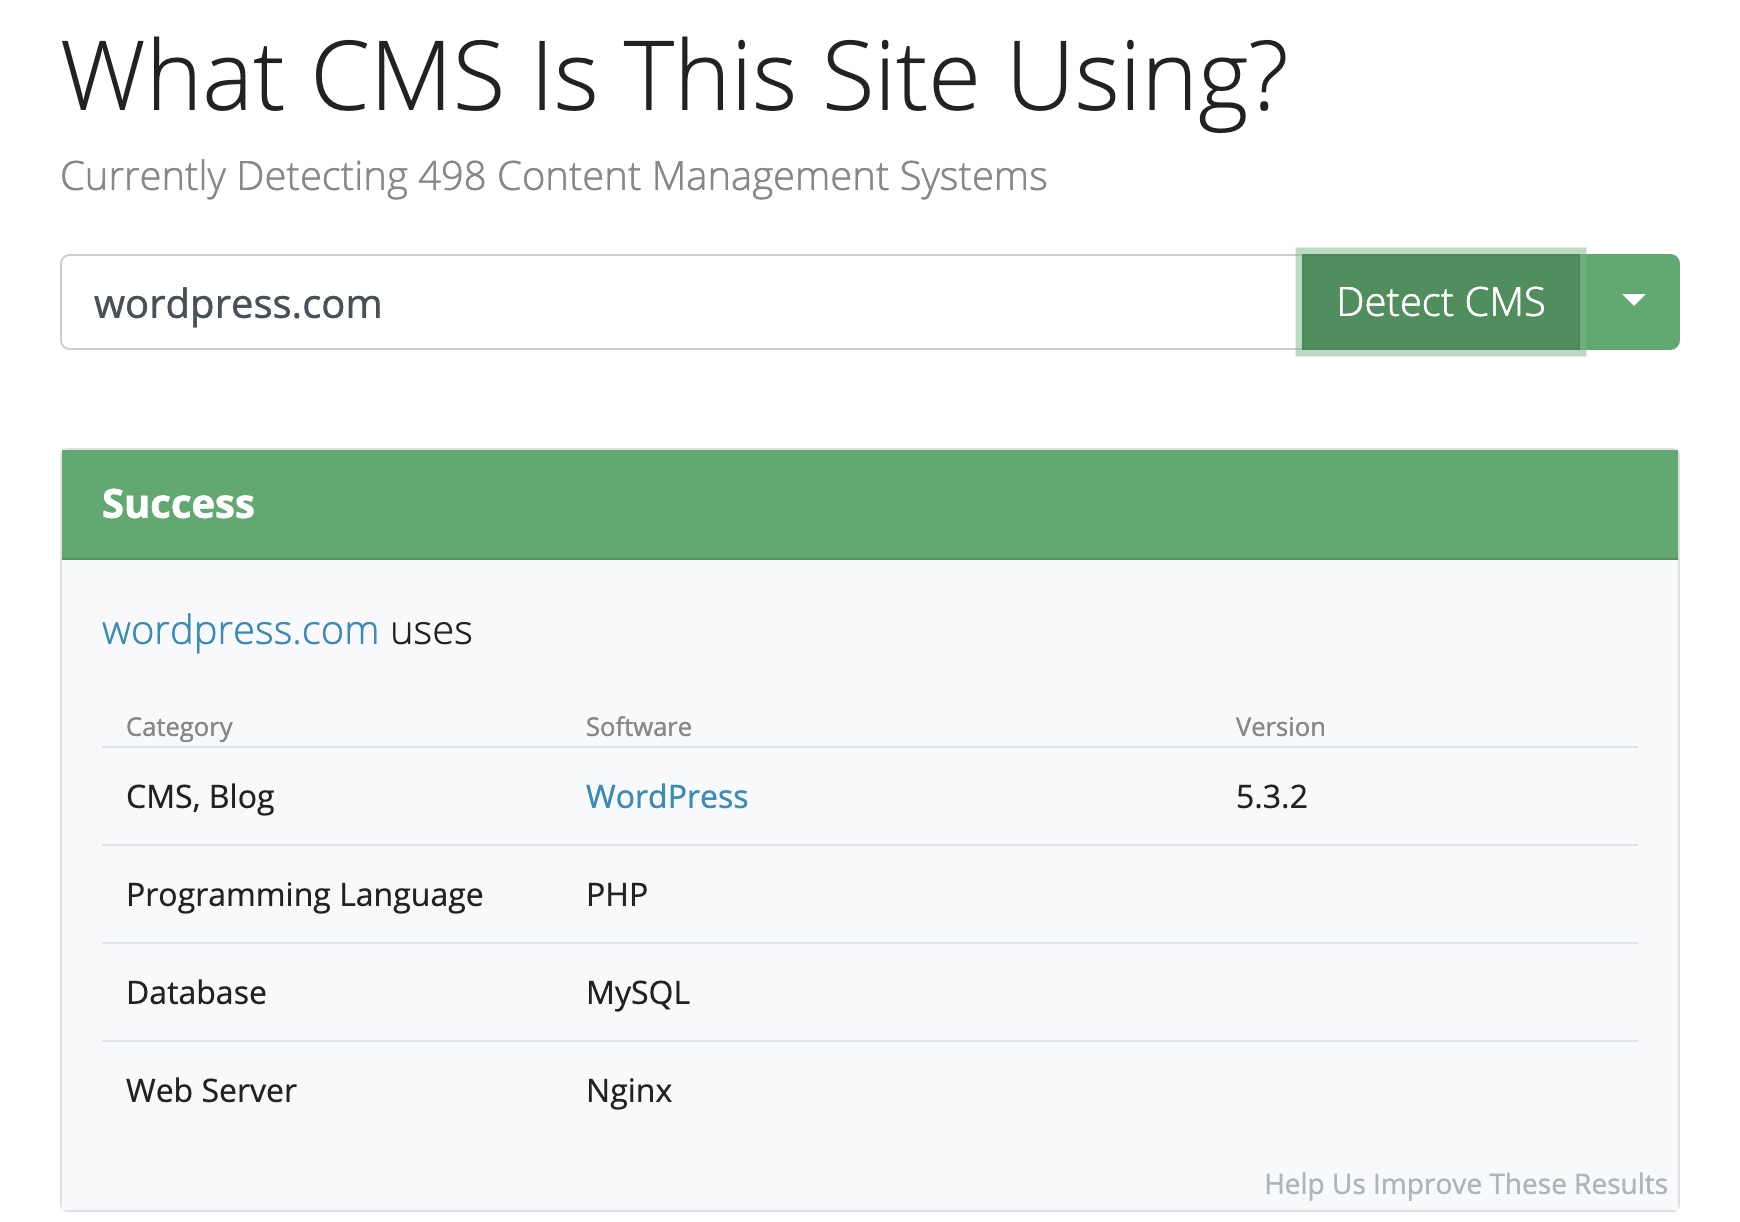 What CMS Is This Site Using?
Currently Detecting 498 Content Management Systems
wordpress.com Detect CMS
Success
wordpress.com uses
Category Software Version
CMS, Blog WordPress 5.3.2
Programming Language PHP
Database MySQL
Web Server Nginx
Help Us Improve These Results